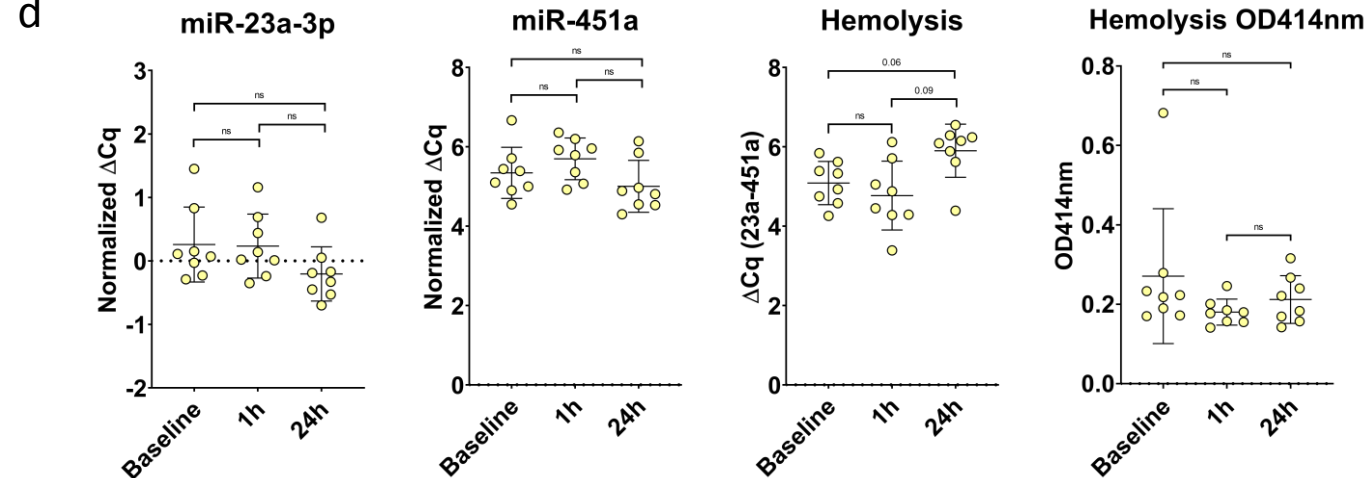 d
miR-23a-3p
Normalized ΔCq
3
2
1
0
-1
-2
ns
ns
ns
Baseline
1h
24h
miR-451a
Normalized ΔCq
8
6
4
2
0
ns
ns
ns
Baseline
1h
24h
Hemolysis
ΔCq (23a-451a)
8
6
4
2
0
0.06
0.09
ns
Baseline
1h
24h
Hemolysis OD414nm
OD414nm
0.8
0.6
0.4
0.2
0.0
ns
ns
ns
Baseline
1h
24h